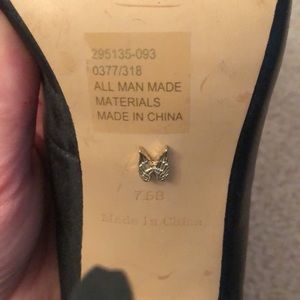 295135-093
0377/318
ALL MAN MADE
MATERIALS
MADE IN CHINA
7.5B
Made in China